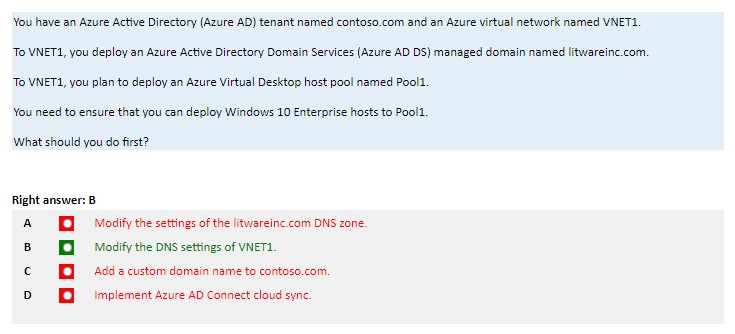 You have an Azure Active Directory (Azure AD) tenant named contoso.com and an Azure virtual network named VNET1.
To VNET1, you deploy an Azure Active Directory Domain Services (Azure AD DS) managed domain named litwareinc.com.
To VNET1, you plan to deploy an Azure Virtual Desktop host pool named Pool1.
You need to ensure that you can deploy Windows 10 Enterprise hosts to Pool1.
What should you do first?
Right answer: B
A Modify the settings of the litwareinc.com DNS zone.
B Modify the DNS settings of VNET1.
C Add a custom domain name to contoso.com.
D Implement Azure AD Connect cloud sync.